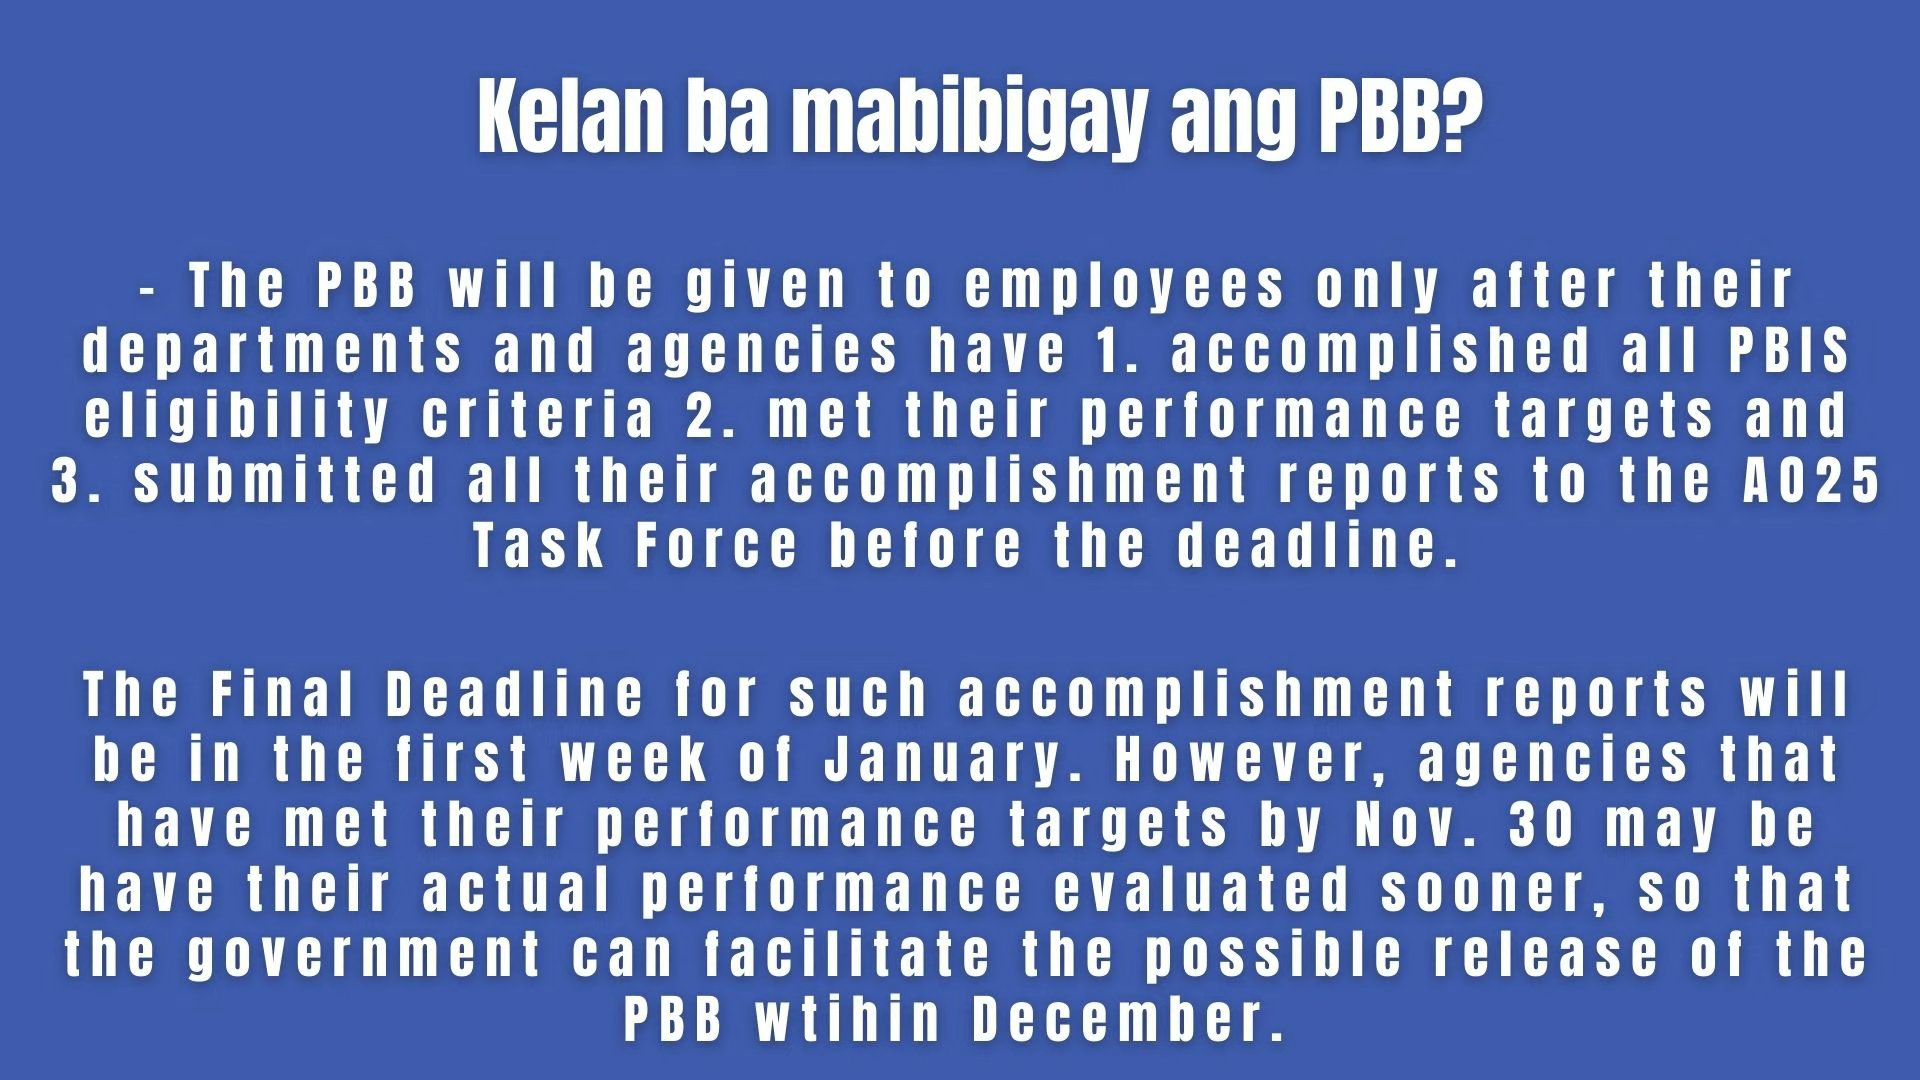 Kelan ba mabibigay ang PBB?
- The PBB will be given to employees only after their
departments and agencies have 1. accomplished all PBIS
eligibility criteria 2. met their performance targets and
3. submitted all their accomplishment reports to the AO25
Task Force before the deadline.
The Final Deadline for such accomplishment reports will
be in the first week of January. However, agencies that
have met their performance targets by Nov. 30 may be
have their actual performance evaluated sooner, so that
the government can facilitate the possible release of the
PBB wtihin December.